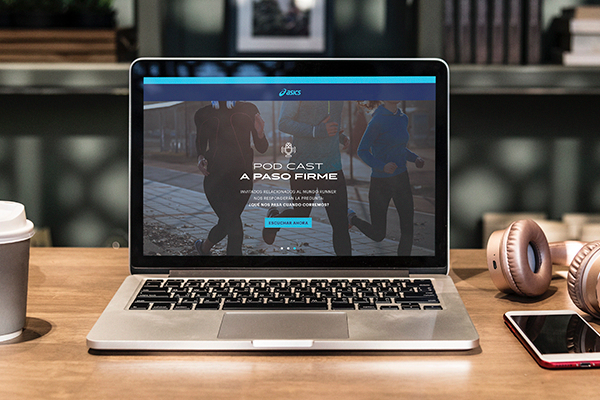 asics
POD CAST
A PASO FIRME
INVITADOS RELACIONADOS AL MUNDO RUNNER
NOS RESPONDERÁN LA PREGUNTA:
¿QUÉ NOS PASA CUANDO CORREMOS?
ESCUCHAR AHORA